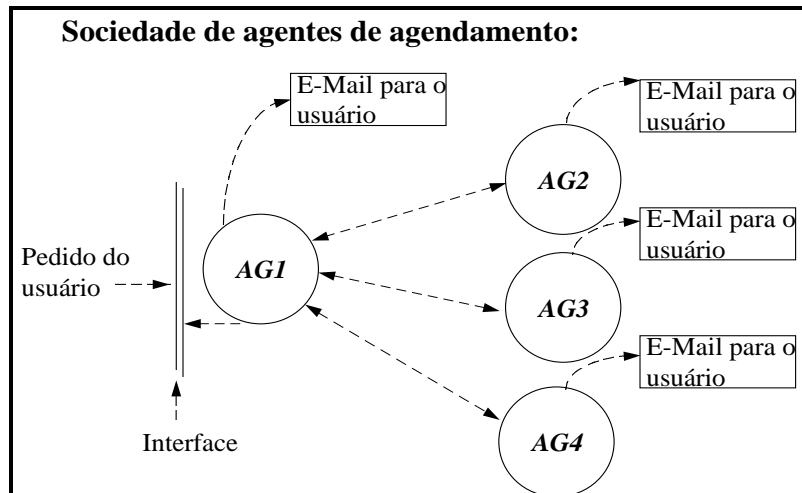 Sociedade de agentes de agendamento:
E-Mail para o
usuário
E-Mail para o
usuário
AG2
E-Mail para o
usuário
Pedido do
usuário
AG1
AG3
E-Mail para o
usuário
Interface
AG4